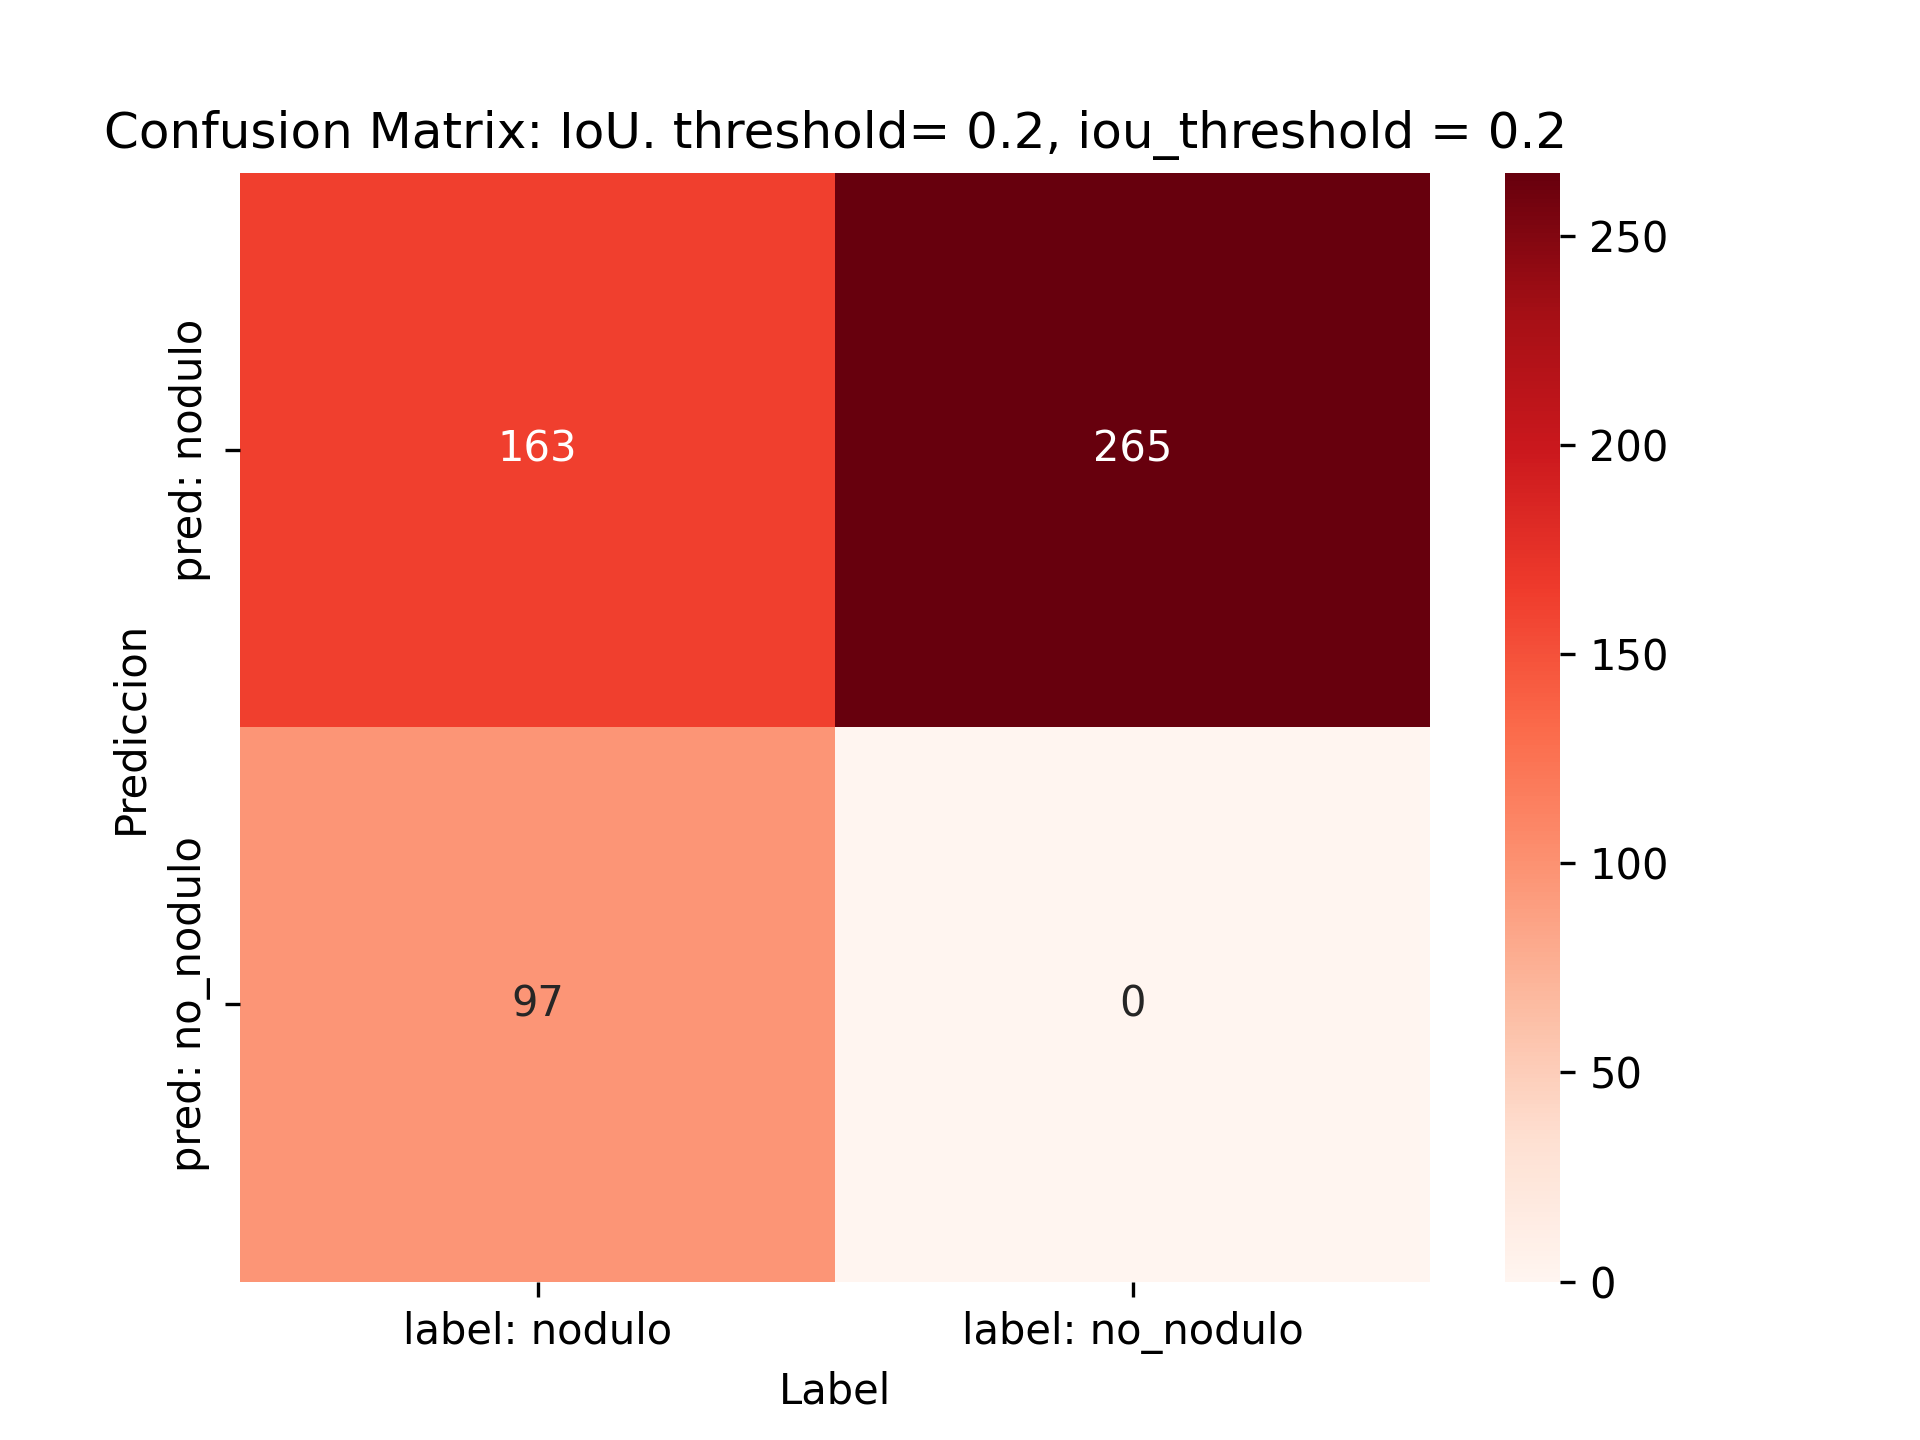 Confusion Matrix: IoU. threshold= 0.2, iou_threshold = 0.2
Prediccion
pred: nodulo
pred: no_nodulo
163
265
97
0
label: nodulo
label: no_nodulo
Label
250
200
150
100
50
0